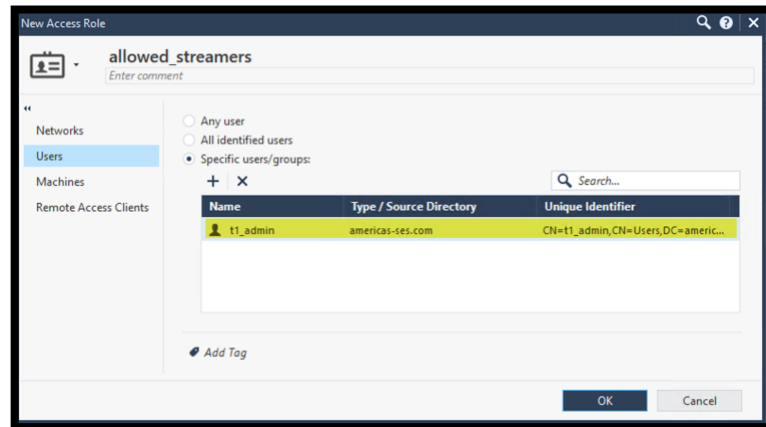 New Access Role
allowed_streamers
Enter comment
Networks
Users
Machines
Remote Access Clients
Any user
All identified users
Specific users/groups:
Search...
Name Type / Source Directory Unique Identifier
t1_admin americas-ses.com CN=t1_admin,CN=Users,DC=americ...
Add Tag
OK Cancel